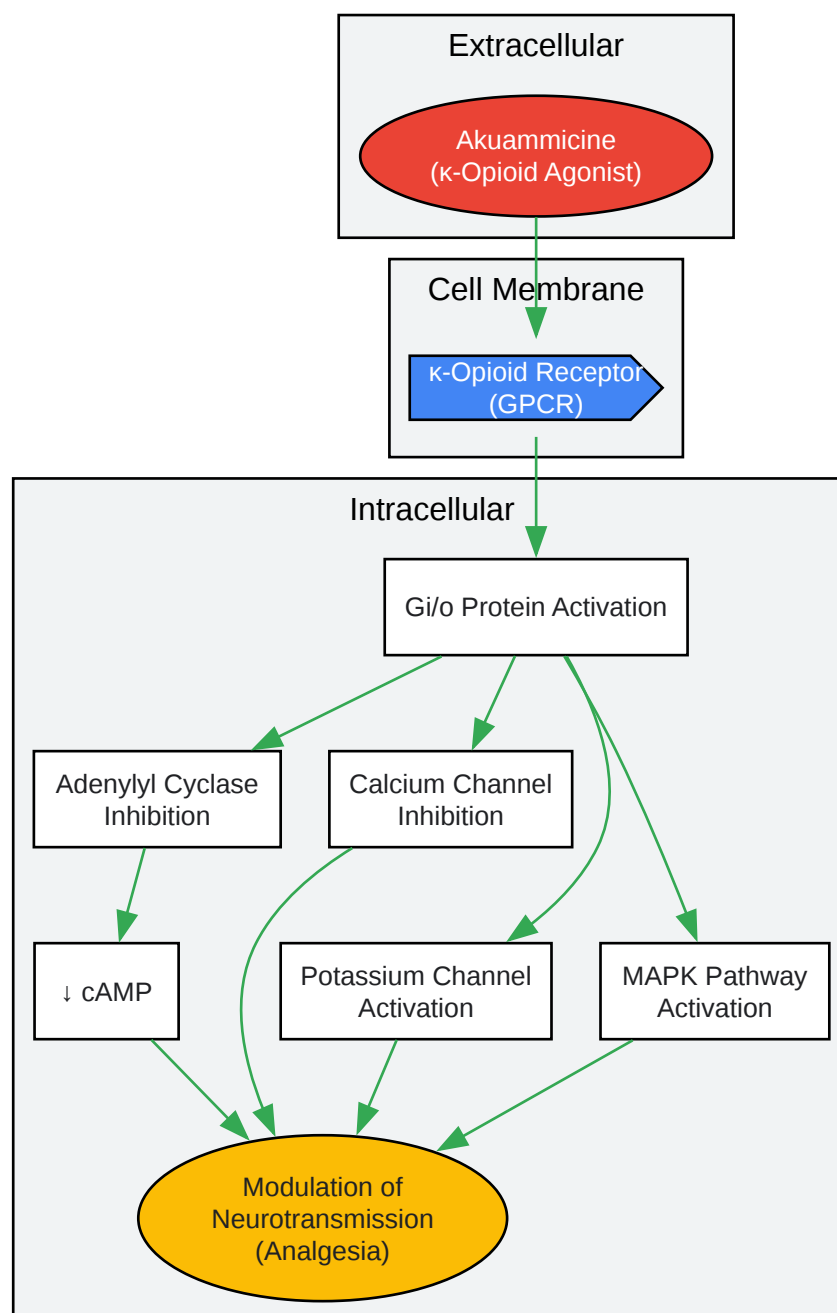 Extracellular
Akuammicine
(κ-Opioid Agonist)
Cell Membrane
κ-Opioid Receptor
(GPCR)
Intracellular
Gi/o Protein Activation
Adenylyl Cyclase
Inhibition
Calcium Channel
Inhibition
↓ cAMP
Potassium Channel
Activation
MAPK Pathway
Activation
Modulation of
Neurotransmission
(Analgesia)